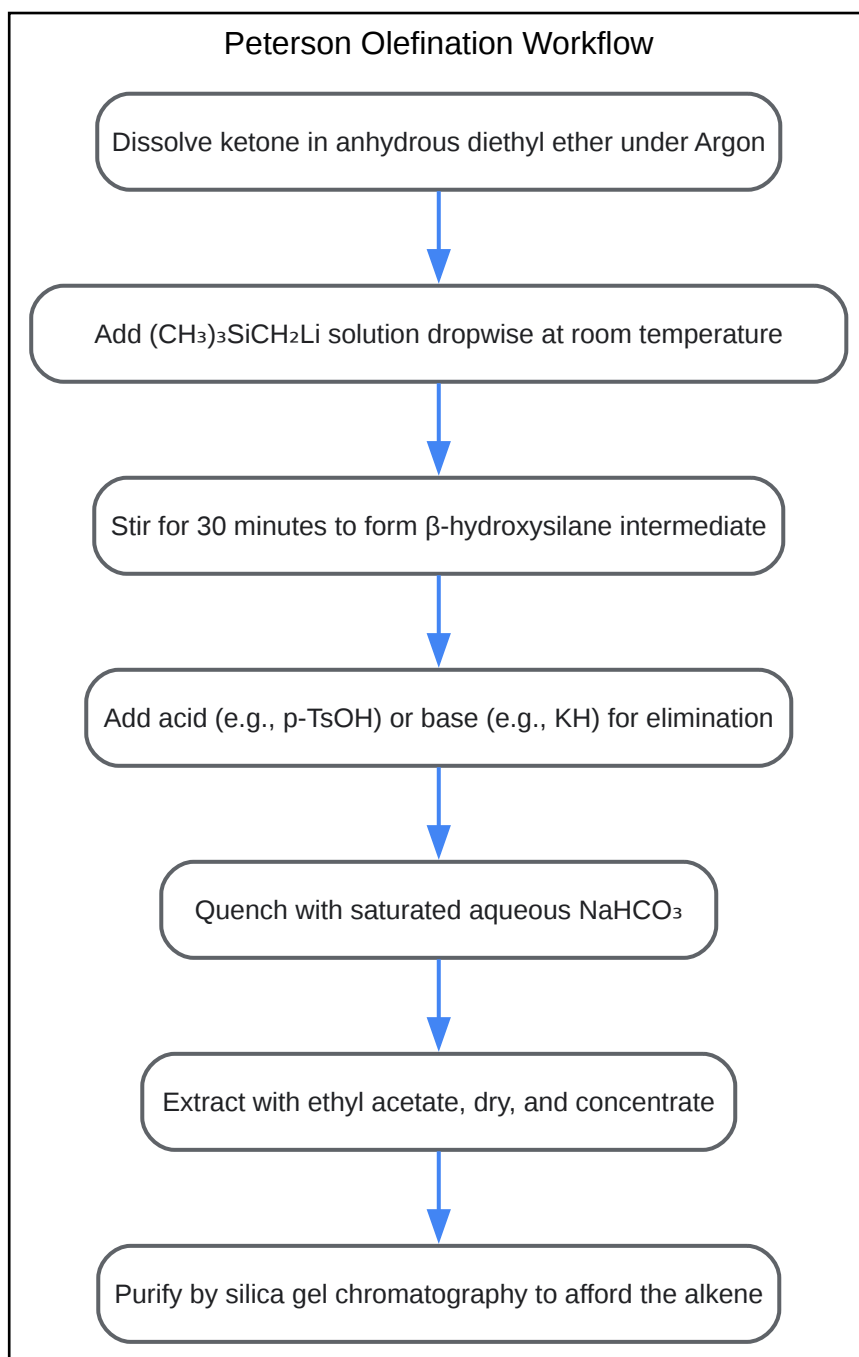 Peterson Olefination Workflow
Dissolve ketone in anhydrous diethyl ether under Argon
Add (CH₃)₃SiCH₂Li solution dropwise at room temperature
Stir for 30 minutes to form β-hydroxysilane intermediate
Add acid (e.g., p-TsOH) or base (e.g., KH) for elimination
Quench with saturated aqueous NaHCO₃
Extract with ethyl acetate, dry, and concentrate
Purify by silica gel chromatography to afford the alkene